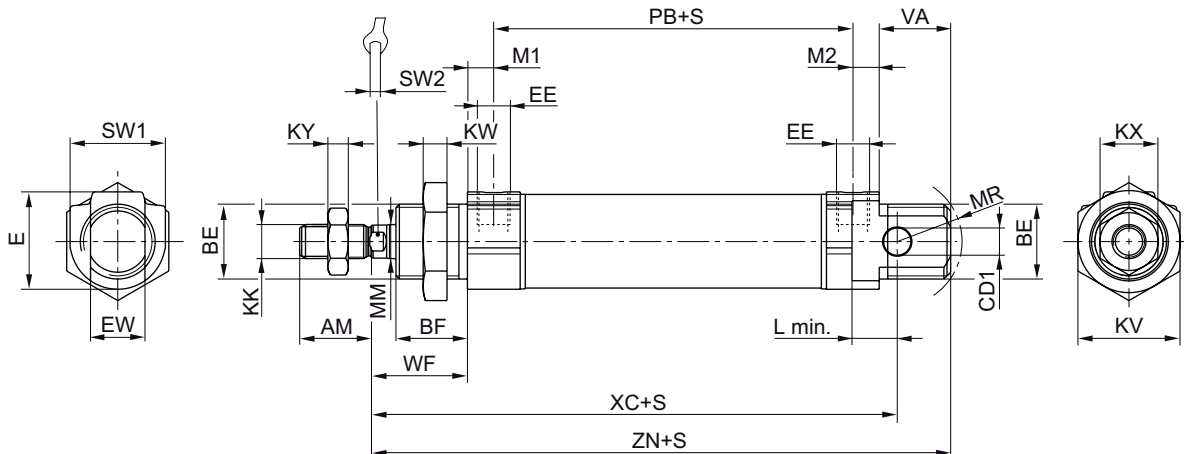 PB+S
VA
M1
M2
SW2
EE
SW1
KY
KW
EE
KX
MR
E
BE
BE
KK
MM
CD1
EW
AM
BF
L min.
KV
WF
XC+S
ZN+S